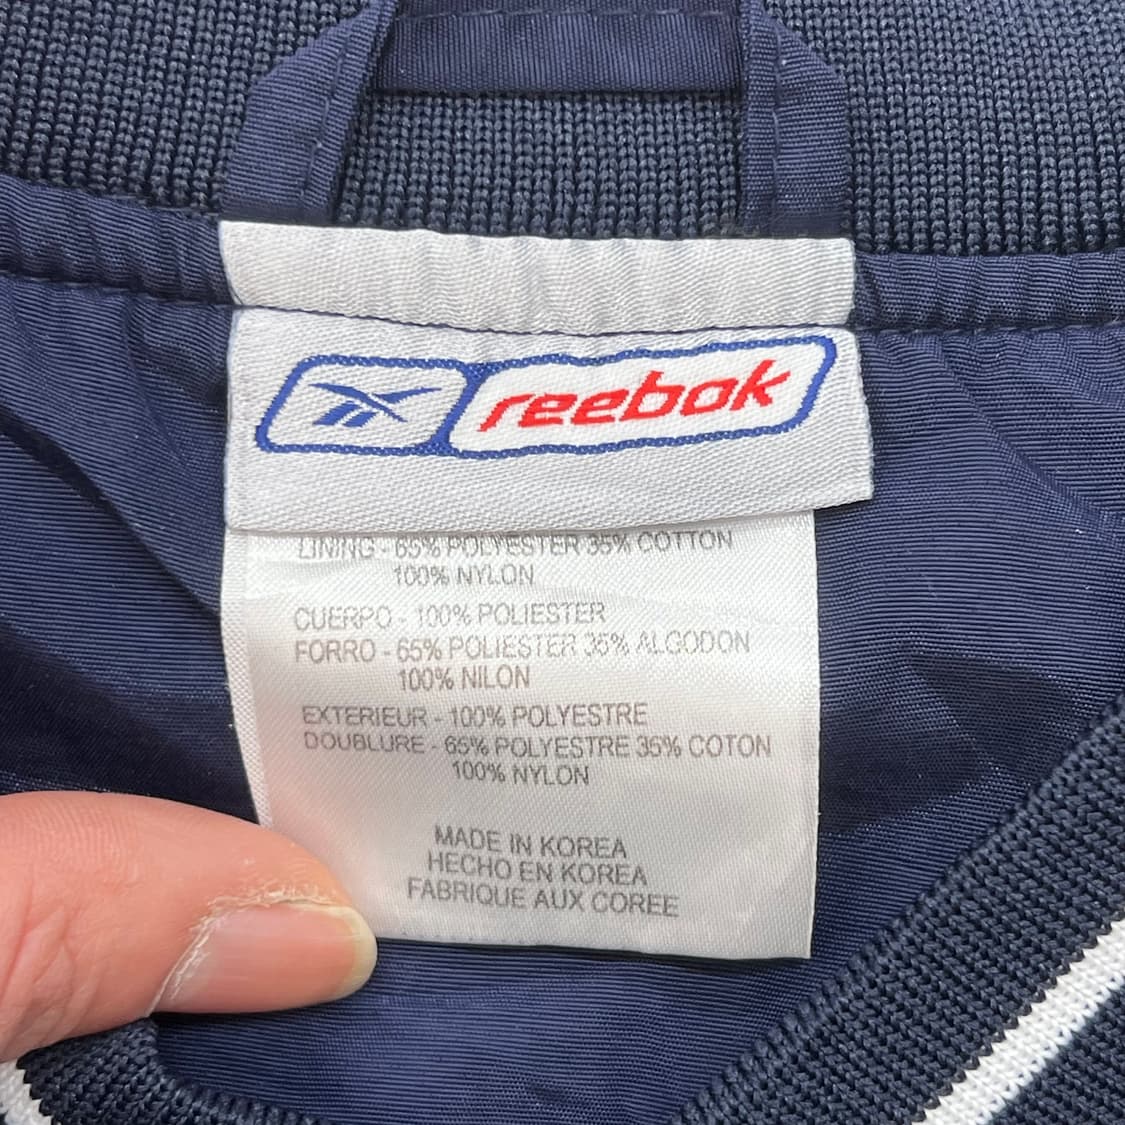 reebok
LINING - 65% POLYESTER 35% COTTON
100% NYLON
CUERPO - 100% POLIESTER
FORRO - 65% POLIESTER 35% ALGODON
100% NILON
EXTERIEUR - 100% POLYESTRE
DOUBLURE - 65% POLYESTRE 35% COTON
100% NYLON
MADE IN KOREA
HECHO EN KOREA
FABRIQUE AUX COREE